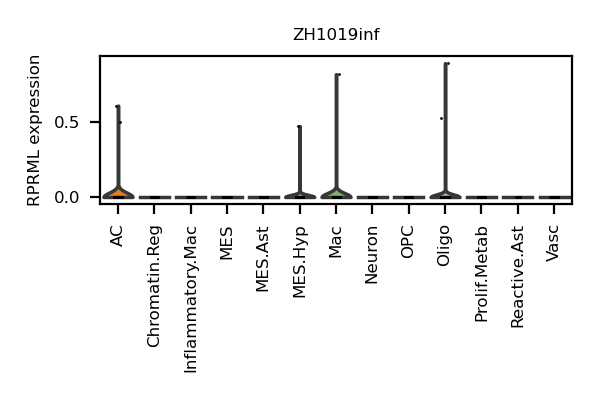 ZH1019inf
RPRML expression
0.5
0.0
AC
Chromatin.Reg
Inflammatory.Mac
MES
MES.Ast
MES.Hyp
Mac
Neuron
OPC
Oligo
Prolif.Metab
Reactive.Ast
Vasc